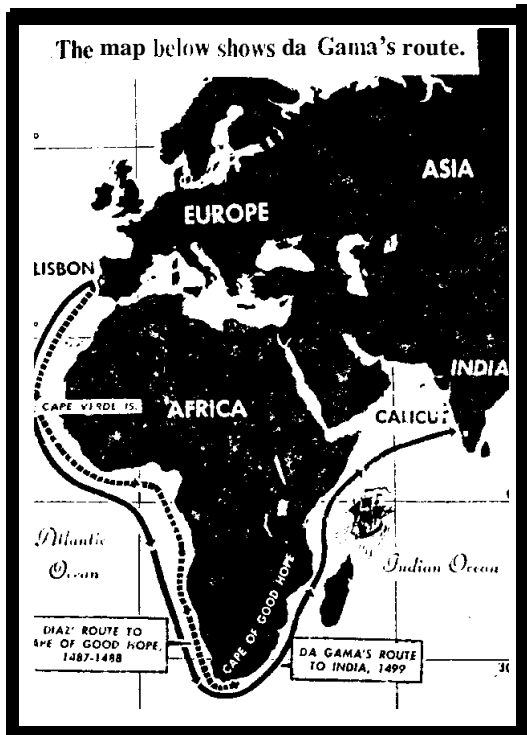 The map below shows da Gama's route.
ASIA
EUROPE
LISBON
INDIA
CAPE VERDE IS.
AFRICA
CALICUT
Atlantic
Ocean
Indian Ocean
CAPE OF GOOD HOPE
DIAZ' ROUTE TO
APE OF GOOD HOPE,
1487-1488
DA GAMA'S ROUTE
TO INDIA, 1499
30